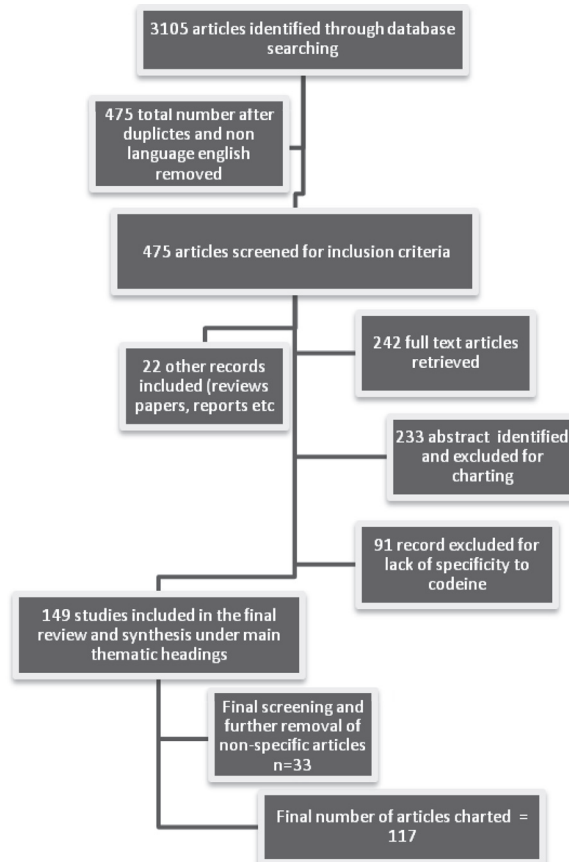 3105 articles identified through database
searching
475 total number after
duplictes and non
language english
removed
475 articles screened for inclusion criteria
22 other records
included (reviews
papers, reports etc
242 full text articles
retrieved
233 abstract identified
and excluded for
charting
91 record excluded for
lack of specificity to
codeine
149 studies included in the final
review and synthesis under main
thematic headings
Final screening and
further removal of
non-specific articles
n=33
Final number of articles charted =
117